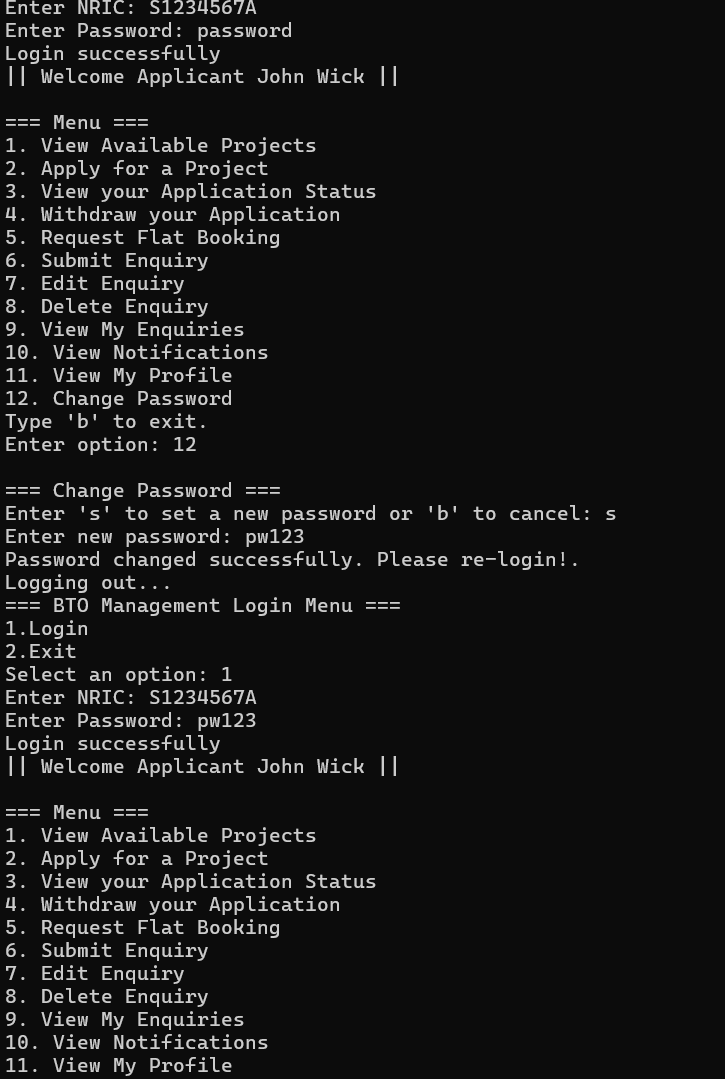 Enter NRIC: S1234567A
Enter Password: password
Login successfully
|| Welcome Applicant John Wick ||
=== Menu ===
1. View Available Projects
2. Apply for a Project
3. View your Application Status
4. Withdraw your Application
5. Request Flat Booking
6. Submit Enquiry
7. Edit Enquiry
8. Delete Enquiry
9. View My Enquiries
10. View Notifications
11. View My Profile
12. Change Password
Type 'b' to exit.
Enter option: 12
=== Change Password ===
Enter 's' to set a new password or 'b' to cancel: s
Enter new password: pw123
Password changed successfully. Please re-login!.
Logging out...
=== BTO Management Login Menu ===
1.Login
2.Exit
Select an option: 1
Enter NRIC: S1234567A
Enter Password: pw123
Login successfully
|| Welcome Applicant John Wick ||
=== Menu ===
1. View Available Projects
2. Apply for a Project
3. View your Application Status
4. Withdraw your Application
5. Request Flat Booking
6. Submit Enquiry
7. Edit Enquiry
8. Delete Enquiry
9. View My Enquiries
10. View Notifications
11. View My Profile